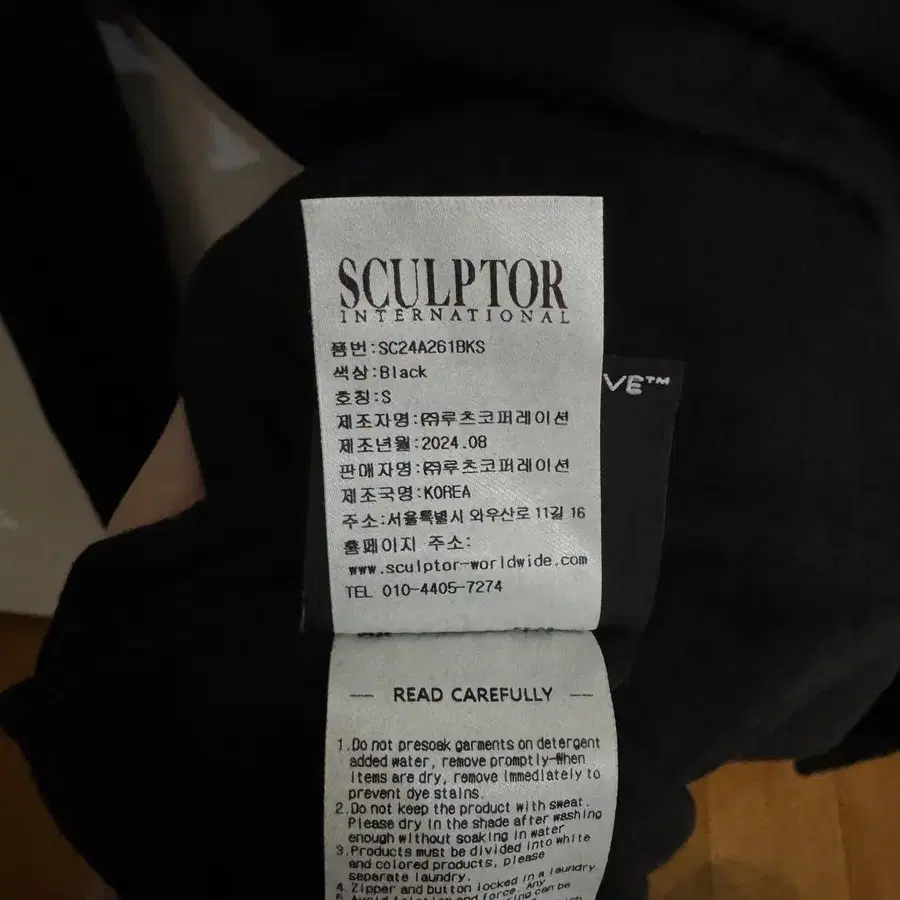 SCULPTOR
INTERNATIONAL
품번:SC24A261BKS
색상:Black
호칭:S
제조자명:㈜루츠코퍼레이션
제조년월:2024.08
판매자명:㈜루츠코퍼레이션
제조국명:KOREA
주소:서울특별시 와우산로 11길 16
홈페이지 주소:
www.sculptor-worldwide.com
TEL 010-4405-7274
VE™
READ CAREFULLY
1.Do not presoak garments on detergent
added water, remove promptly-When
items are dry, remove immediately to
prevent dye stains.
2.Do not keep the product with sweat.
Please dry in the shade after washing
enough without soaking in water
3.Products must be divided into white
and colored products, please
separate laundry.
4.Zipper and button locked in a laundry
and force. Any
can be